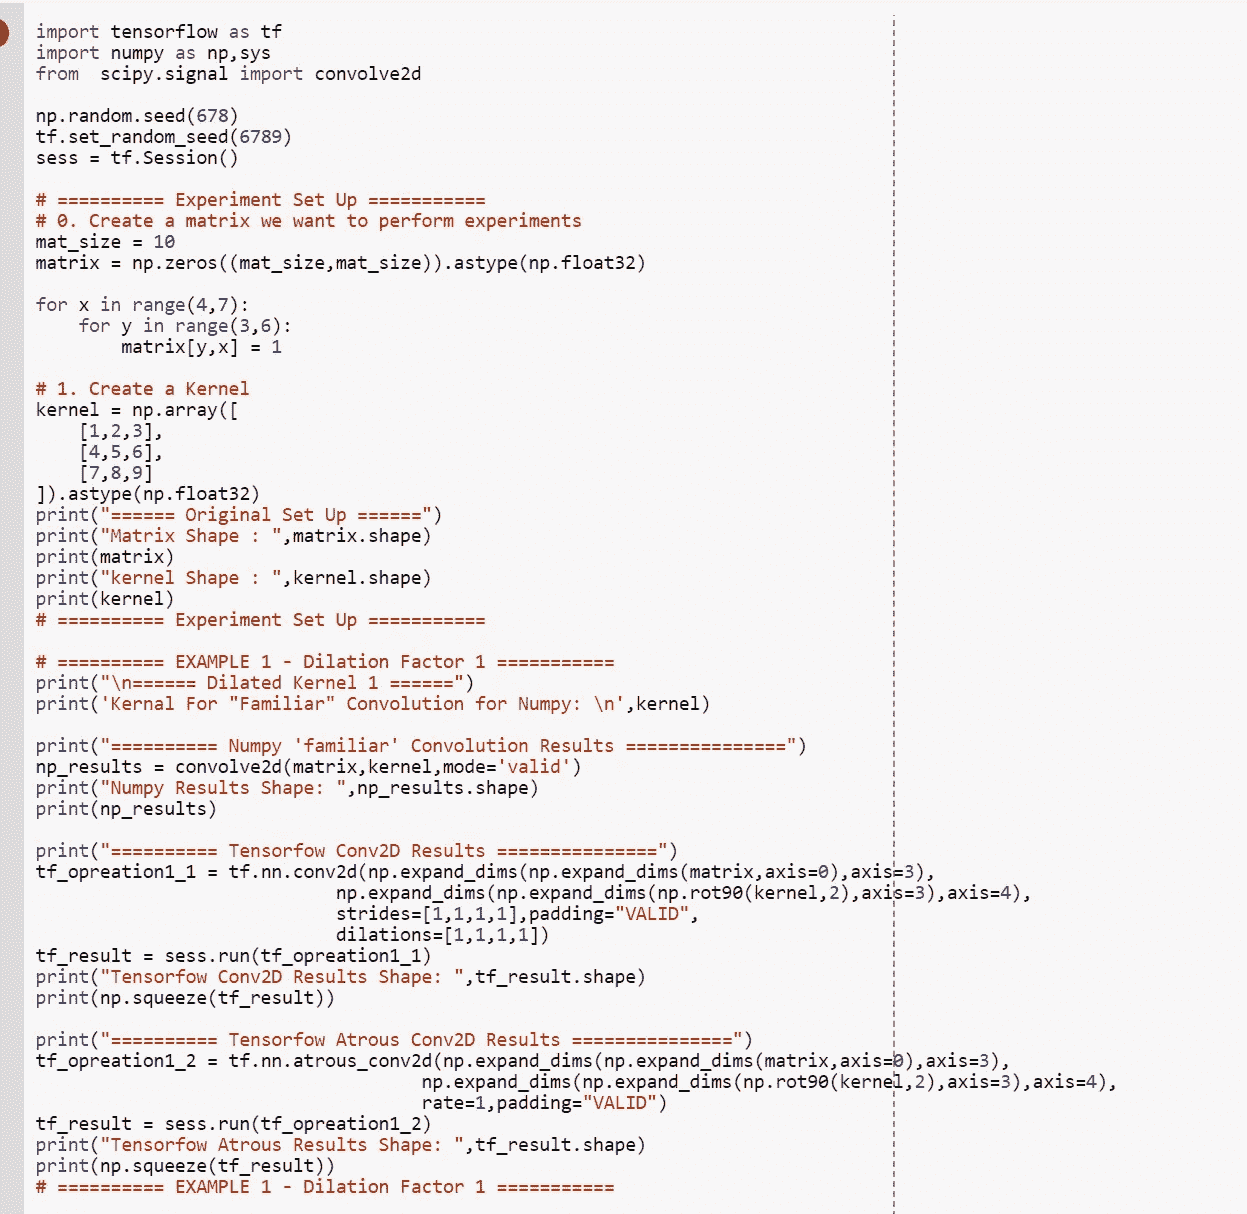 import tensorflow as tf
import numpy as np,sys
from  scipy.signal import convolve2d

np.random.seed(678)
tf.set_random_seed(6789)
sess = tf.Session()

# ========== Experiment Set Up ===========
# 0. Create a matrix we want to perform experiments
mat_size = 10
matrix = np.zeros((mat_size,mat_size)).astype(np.float32)

for x in range(4,7):
    for y in range(3,6):
        matrix[y,x] = 1

# 1. Create a Kernel
kernel = np.array([
    [1,2,3],
    [4,5,6],
    [7,8,9]
]).astype(np.float32)
print("====== Original Set Up ======")
print("Matrix Shape : ",matrix.shape)
print(matrix)
print("kernel Shape : ",kernel.shape)
print(kernel)
# ========== Experiment Set Up ===========

# ========== EXAMPLE 1 - Dilation Factor 1 ===========
print("\n====== Dilated Kernel 1 ======")
print('Kernal For "Familiar" Convolution for Numpy: \n',kernel)

print("========== Numpy 'familiar' Convolution Results ===============")
np_results = convolve2d(matrix,kernel,mode='valid')
print("Numpy Results Shape: ",np_results.shape)
print(np_results)

print("========== Tensorfow Conv2D Results ===============")
tf_opreation1_1 = tf.nn.conv2d(np.expand_dims(np.expand_dims(matrix,axis=0),axis=3),
                            np.expand_dims(np.expand_dims(np.rot90(kernel,2),axis=3),axis=4),
                            strides=[1,1,1,1],padding="VALID",
                            dilations=[1,1,1,1])
tf_result = sess.run(tf_opreation1_1)
print("Tensorfow Conv2D Results Shape: ",tf_result.shape)
print(np.squeeze(tf_result))

print("========== Tensorfow Atrous Conv2D Results ===============")
tf_opreation1_2 = tf.nn.atrous_conv2d(np.expand_dims(np.expand_dims(matrix,axis=0),axis=3),
                                    np.expand_dims(np.expand_dims(np.rot90(kernel,2),axis=3),axis=4),
                                    rate=1,padding="VALID")
tf_result = sess.run(tf_opreation1_2)
print("Tensorfow Atrous Results Shape: ",tf_result.shape)
print(np.squeeze(tf_result))
# ========== EXAMPLE 1 - Dilation Factor 1 ===========